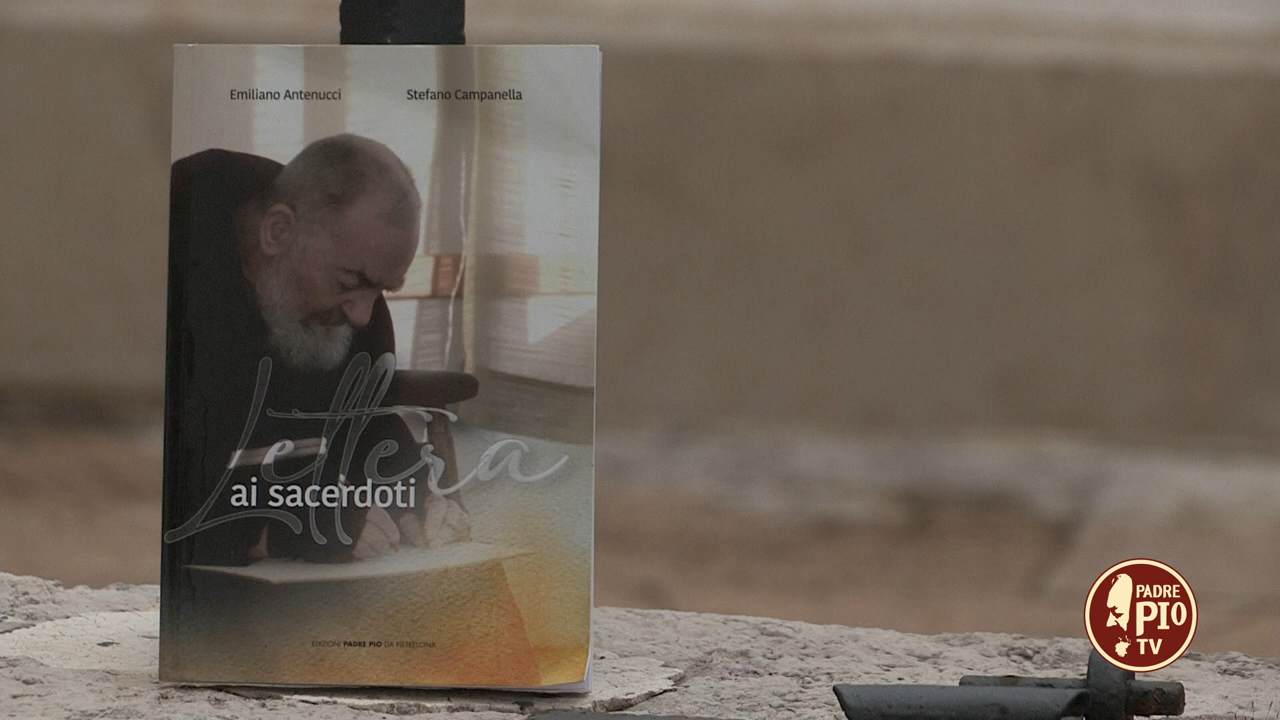 Emiliano Antenucci
Stefano Campanella
Lettera
ai sacerdoti
EDIZIONI PADRE PIO DA PIETRELCINA
PADRE
PIO
TV